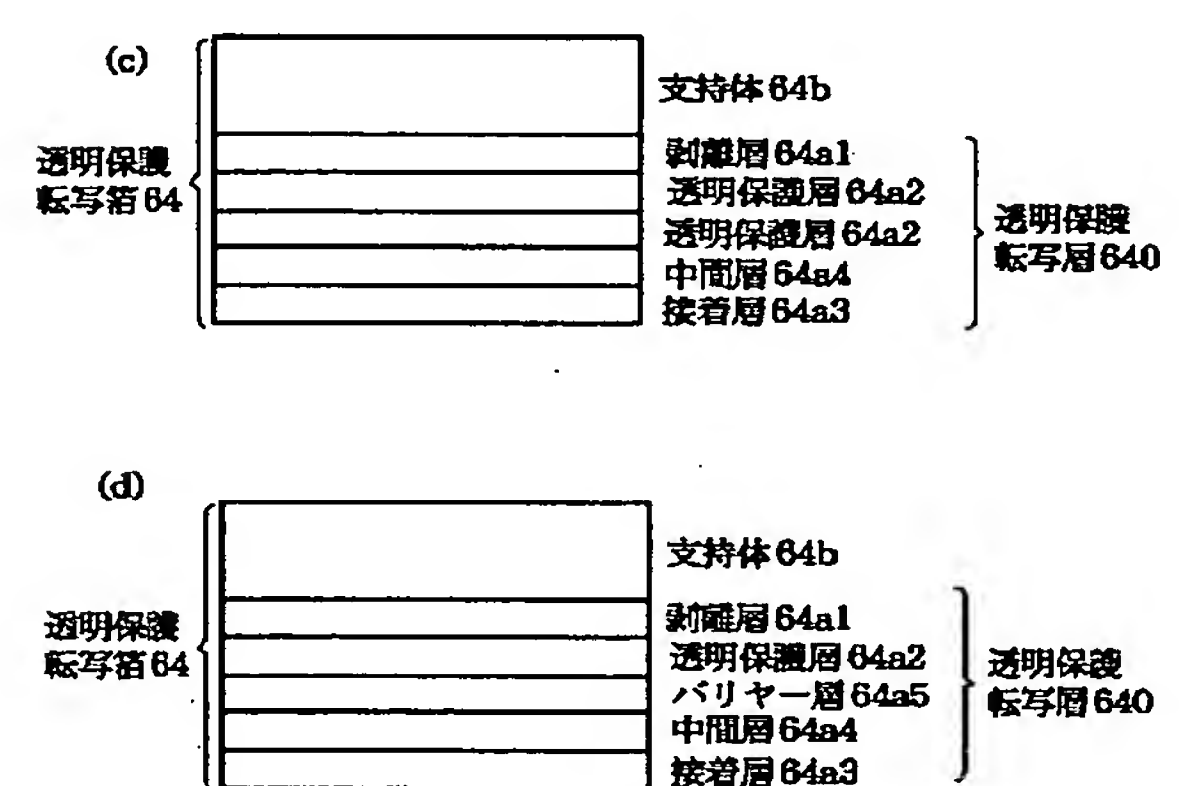 (c)
透明保護
転写箔64
支持体64b
剥離層64a1
透明保護層64a2
透明保護層64a2
中間層64a4
接着層64a3
透明保護
転写層640
(d)
透明保護
転写箔64
支持体64b
剥離層64a1
透明保護層64a2
バリヤー層64a5
中間層64a4
接着層64a3
透明保護
転写層640